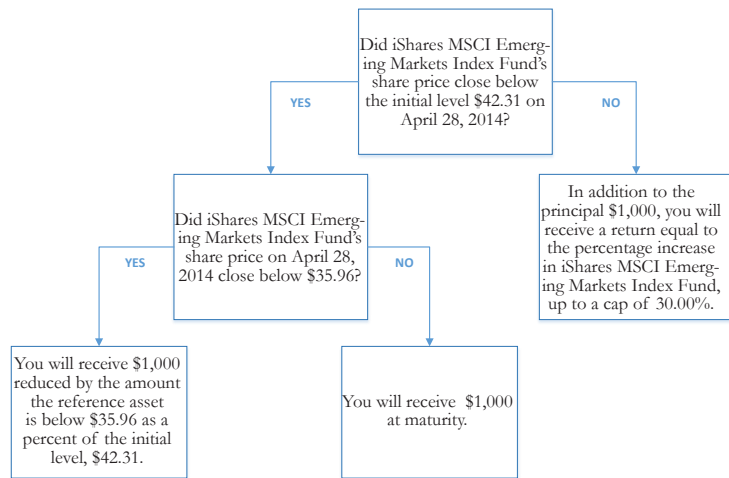 Did iShares MSCI Emerg-
ing Markets Index Fund's
share price close below
the initial level $42.31 on
April 28, 2014?
YES
NO
Did iShares MSCI Emerg-
ing Markets Index Fund's
share price on April 28,
2014 close below $35.96?
In addition to the
principal $1,000, you will
receive a return equal to
the percentage increase
in iShares MSCI Emerg-
ing Markets Index Fund,
up to a cap of 30.00%.
YES
NO
You will receive $1,000
reduced by the amount
the reference asset
is below $35.96 as a
percent of the initial
level, $42.31.
You will receive $1,000
at maturity.